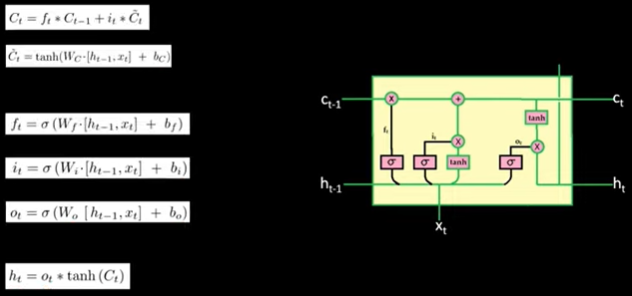 C_t = f_t * C_{t-1} + i_t * C̃_t
C̃_t = tanh(W_C·[h_{t-1}, x_t] + b_C)
f_t = σ (W_f·[h_{t-1}, x_t] + b_f)
i_t = σ (W_i·[h_{t-1}, x_t] + b_i)
o_t = σ (W_o [h_{t-1}, x_t] + b_o)
h_t = o_t * tanh (C_t)
C_{t-1}
x
+
C_t
tanh
f_t
i_t
x
o_t
x
σ
σ
tanh
σ
h_{t-1}
h_t
x_t